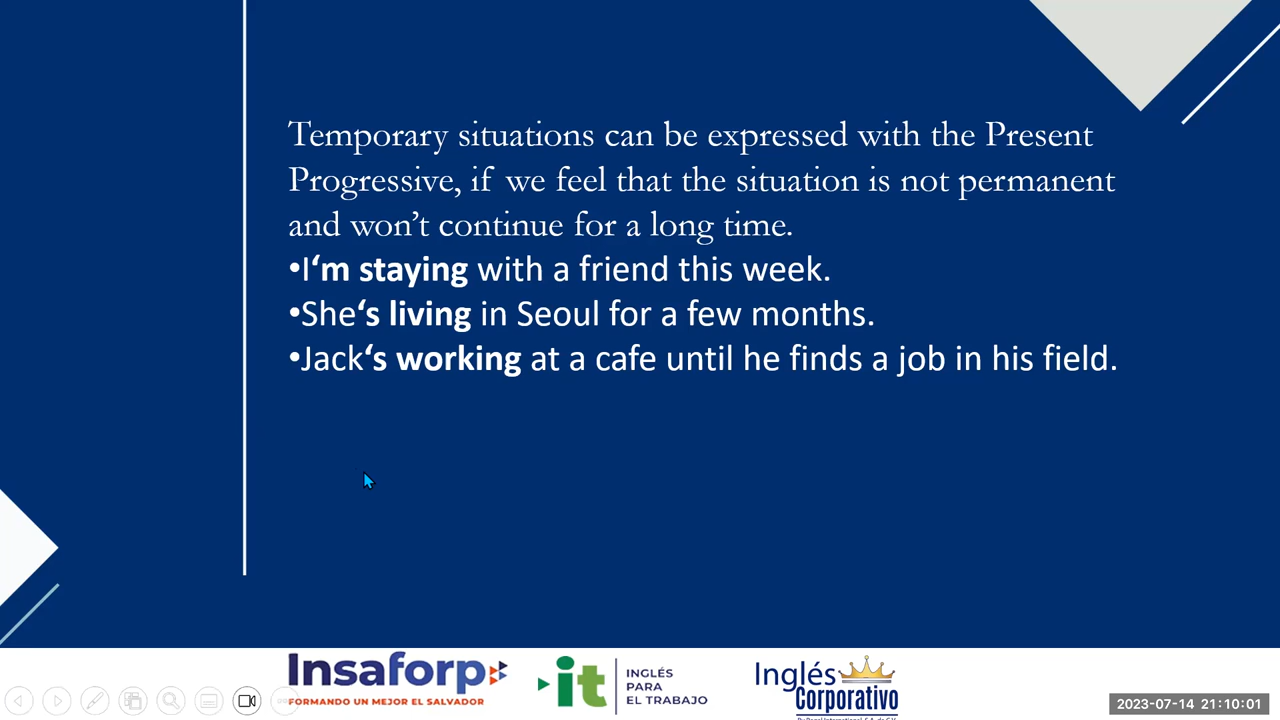 Temporary situations can be expressed with the Present
Progressive, if we feel that the situation is not permanent
and won’t continue for a long time.
•I‘m staying with a friend this week.
•She‘s living in Seoul for a few months.
•Jack‘s working at a cafe until he finds a job in his field.
Insaforp
FORMANDO UN MEJOR EL SALVADOR
it
INGLÉS
PARA
EL TRABAJO
Inglés
Corporativo
2023-07-14 21:10:01